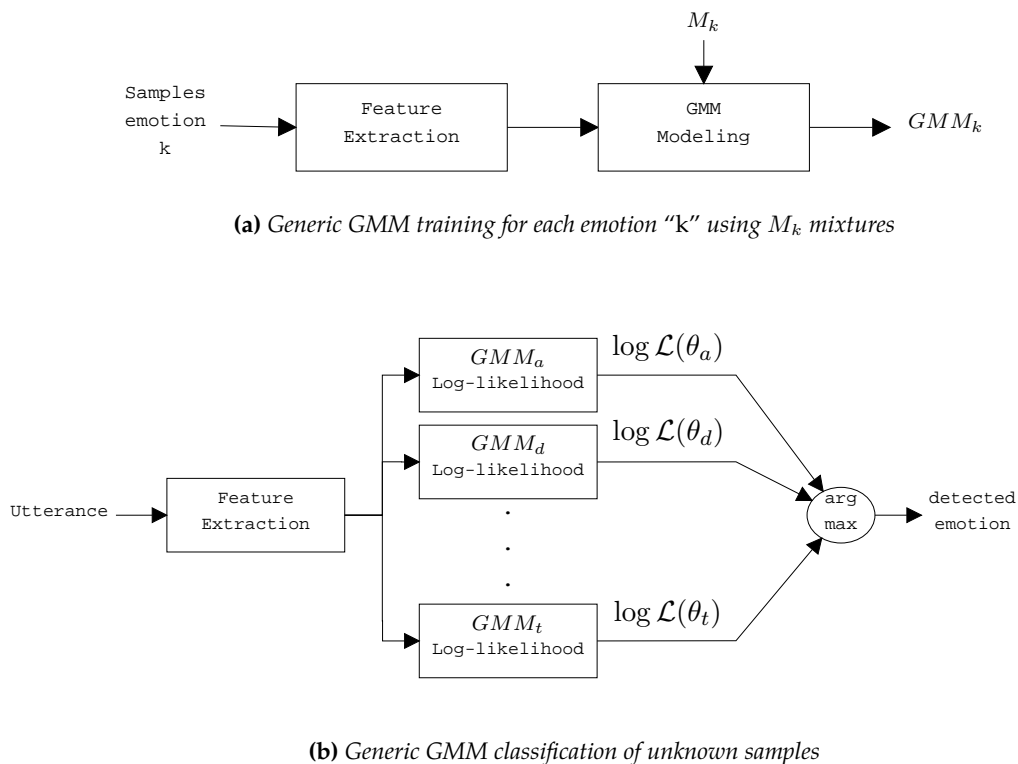 M_k
Samples
emotion
k
Feature
Extraction
GMM
Modeling
GMM_k
(a) Generic GMM training for each emotion “k” using M_k mixtures
GMM_a
Log-likelihood
log ℒ(θ_a)
GMM_d
Log-likelihood
log ℒ(θ_d)
Utterance
Feature
Extraction
.
.
.
arg
max
detected
emotion
GMM_t
Log-likelihood
log ℒ(θ_t)
(b) Generic GMM classification of unknown samples